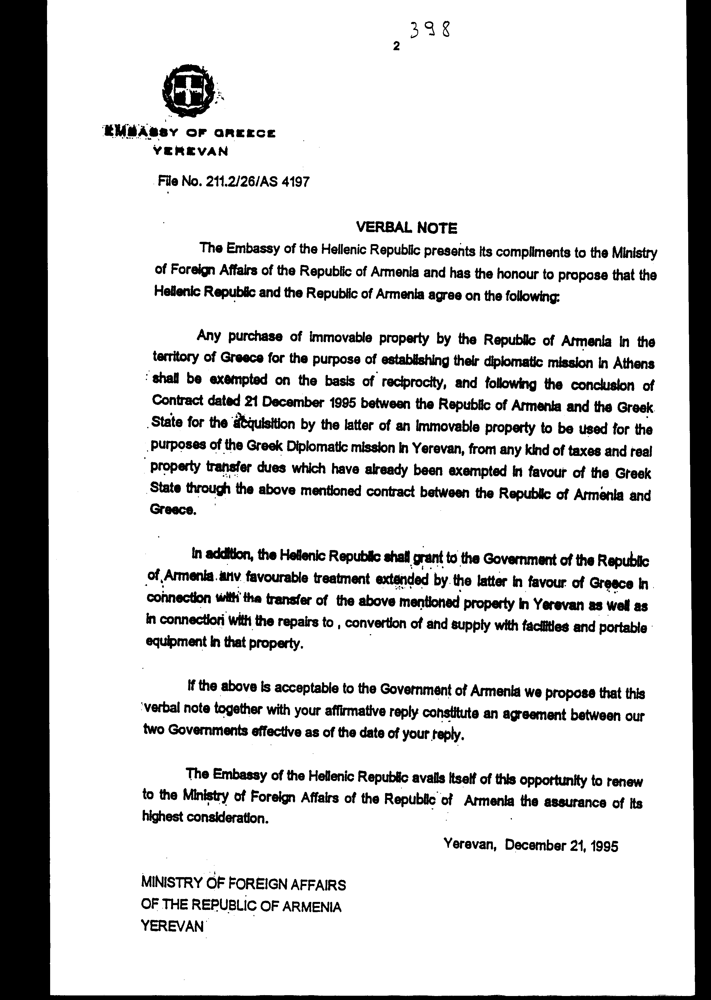 398
2
EMBASSY OF GREECE
YEREVAN
File No. 211.2/26/AS 4197
VERBAL NOTE
The Embassy of the Hellenic Republic presents its compliments to the Ministry
of Foreign Affairs of the Republic of Armenia and has the honour to propose that the
Hellenic Republic and the Republic of Armenia agree on the following:
Any purchase of immovable property by the Republic of Armenia in the
territory of Greece for the purpose of establishing their diplomatic mission in Athens
shall be exempted on the basis of reciprocity, and following the conclusion of
Contract dated 21 December 1995 between the Republic of Armenia and the Greek
State for the acquisition by the latter of an immovable property to be used for the
purposes of the Greek Diplomatic mission in Yerevan, from any kind of taxes and real
property transfer dues which have already been exempted in favour of the Greek
State through the above mentioned contract between the Republic of Armenia and
Greece.
In addition, the Hellenic Republic shall grant to the Government of the Republic
of Armenia any favourable treatment extended by the latter in favour of Greece in
connection with the transfer of the above mentioned property in Yerevan as well as
in connection with the repairs to , convertion of and supply with facilities and portable
equipment in that property.
If the above is acceptable to the Government of Armenia we propose that this
verbal note together with your affirmative reply constitute an agreement between our
two Governments effective as of the date of your reply.
The Embassy of the Hellenic Republic avails itself of this opportunity to renew
to the Ministry of Foreign Affairs of the Republic of Armenia the assurance of its
highest consideration.
Yerevan, December 21, 1995
MINISTRY OF FOREIGN AFFAIRS
OF THE REPUBLIC OF ARMENIA
YEREVAN